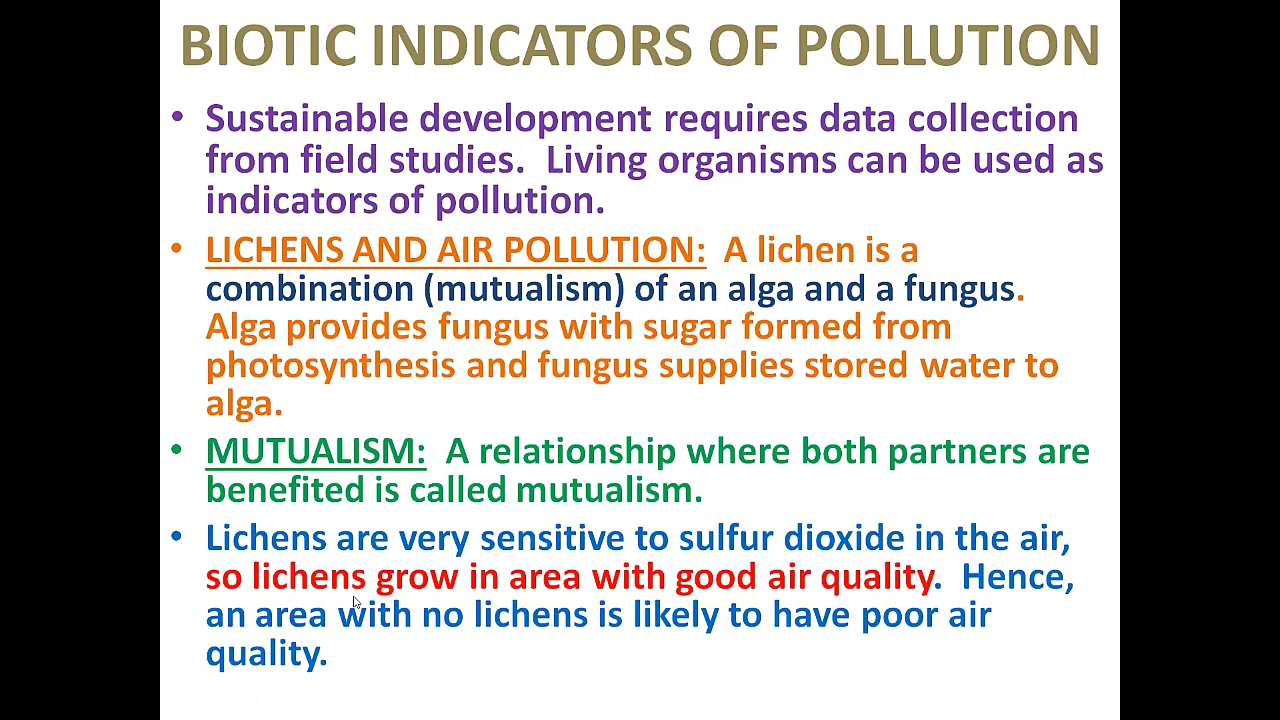 BIOTIC INDICATORS OF POLLUTION
• Sustainable development requires data collection
from field studies.  Living organisms can be used as
indicators of pollution.
• LICHENS AND AIR POLLUTION:  A lichen is a
combination (mutualism) of an alga and a fungus.
Alga provides fungus with sugar formed from
photosynthesis and fungus supplies stored water to
alga.
• MUTUALISM:  A relationship where both partners are
benefited is called mutualism.
• Lichens are very sensitive to sulfur dioxide in the air,
so lichens grow in area with good air quality.  Hence,
an area with no lichens is likely to have poor air
quality.